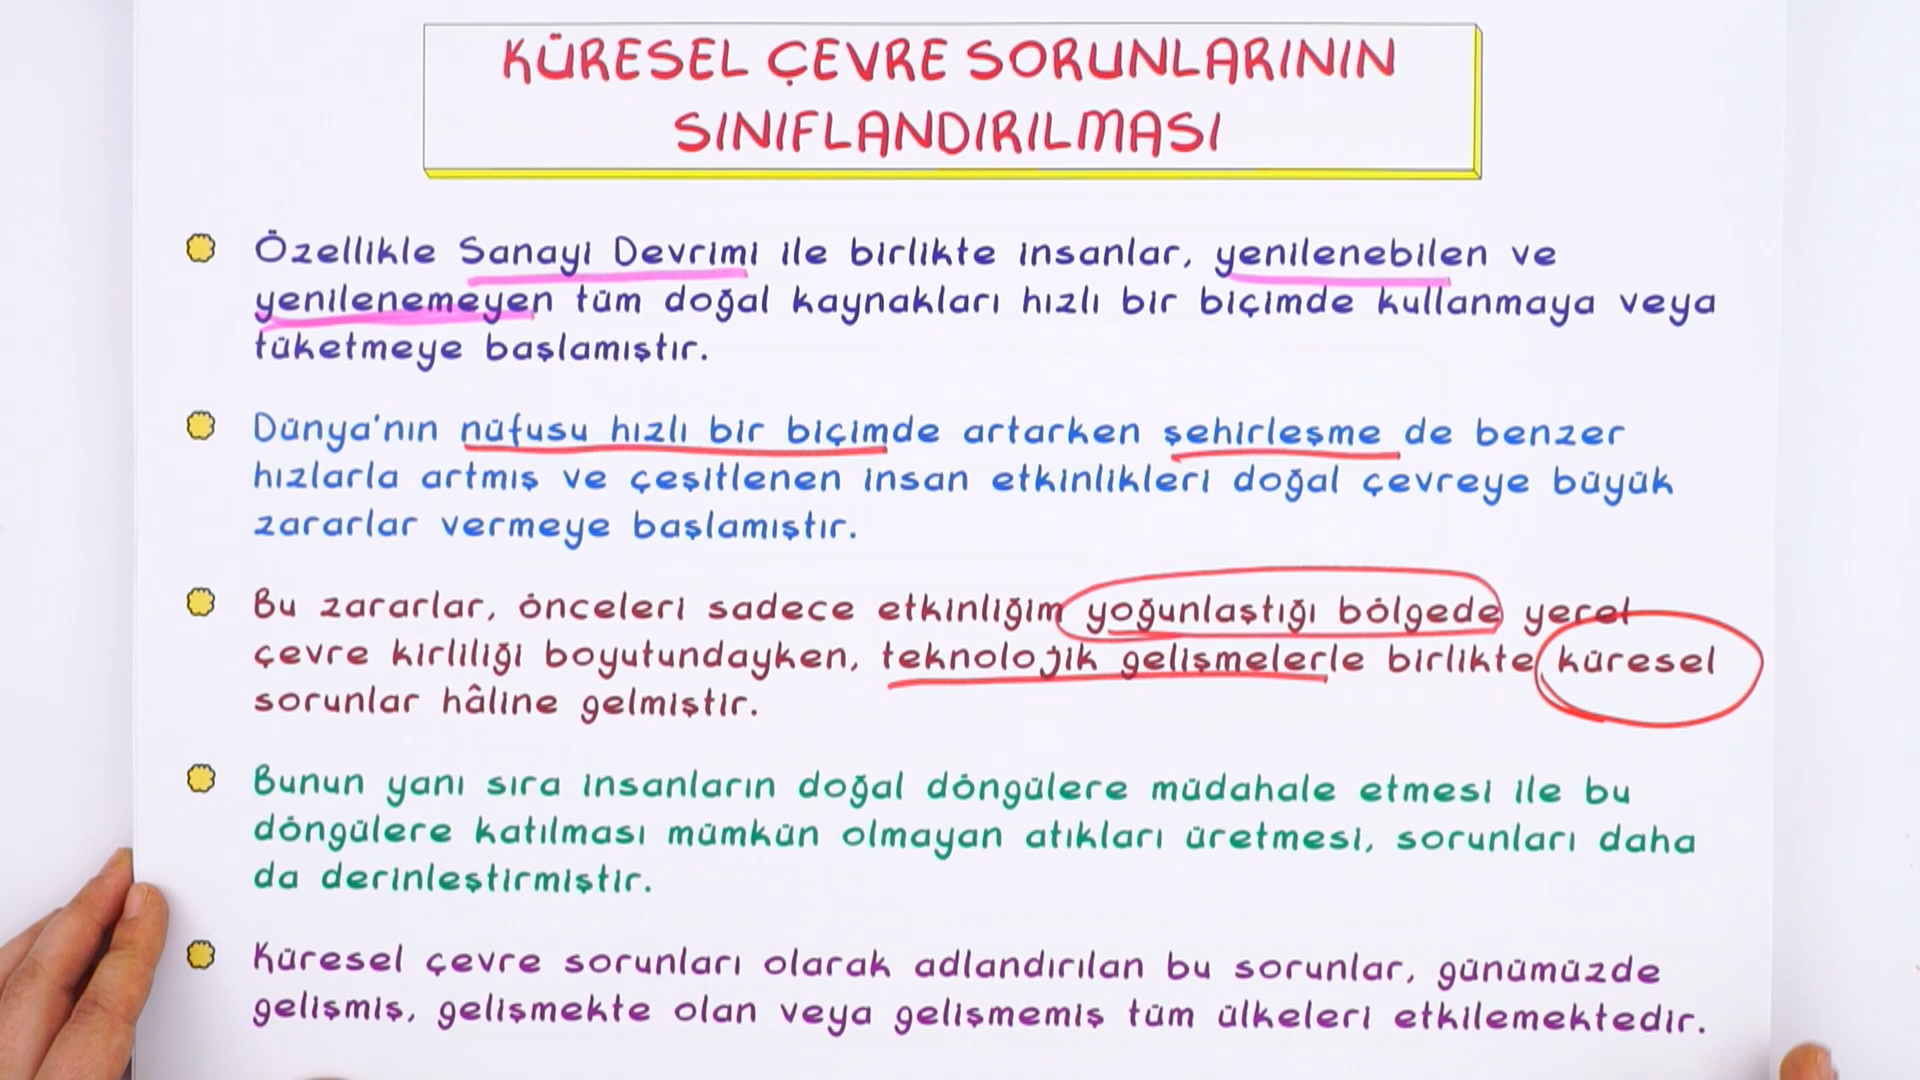 KÜRESEL ÇEVRE SORUNLARININ
SINIFLANDIRILMASI
Özellikle Sanayi Devrimi ile birlikte insanlar, yenilenebilen ve
yenilenemeyen tüm doğal kaynakları hızlı bir biçimde kullanmaya veya
tüketmeye başlamıştır.
Dünya'nın nüfusu hızlı bir biçimde artarken şehirleşme de benzer
hızlarla artmış ve çeşitlenen insan etkinlikleri doğal çevreye büyük
zararlar vermeye başlamıştır.
Bu zararlar, önceleri sadece etkinliğin yoğunlaştığı bölgede yerel
çevre kirliliği boyutundayken, teknolojik gelişmelerle birlikte küresel
sorunlar hâline gelmiştir.
Bunun yanı sıra insanların doğal döngülere müdahale etmesi ile bu
döngülere katılması mümkün olmayan atıkları üretmesi, sorunları daha
da derinleştirmiştir.
Küresel çevre sorunları olarak adlandırılan bu sorunlar, günümüzde
gelişmiş, gelişmekte olan veya gelişmemiş tüm ülkeleri etkilemektedir.